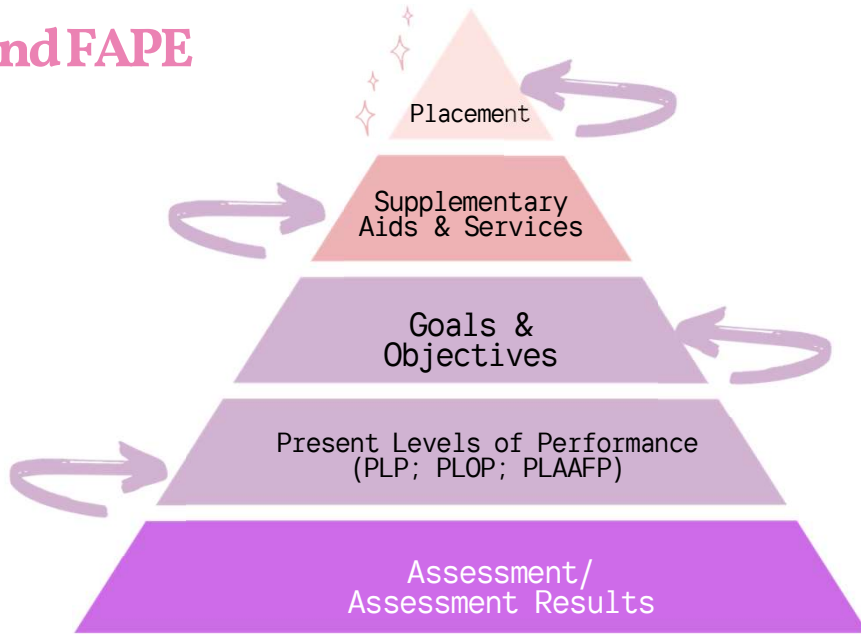 nd FAPE
Placement
Supplementary
Aids & Services
Goals &
Objectives
Present Levels of Performance
(PLP; PLOP; PLAAFP)
Assessment/
Assessment Results